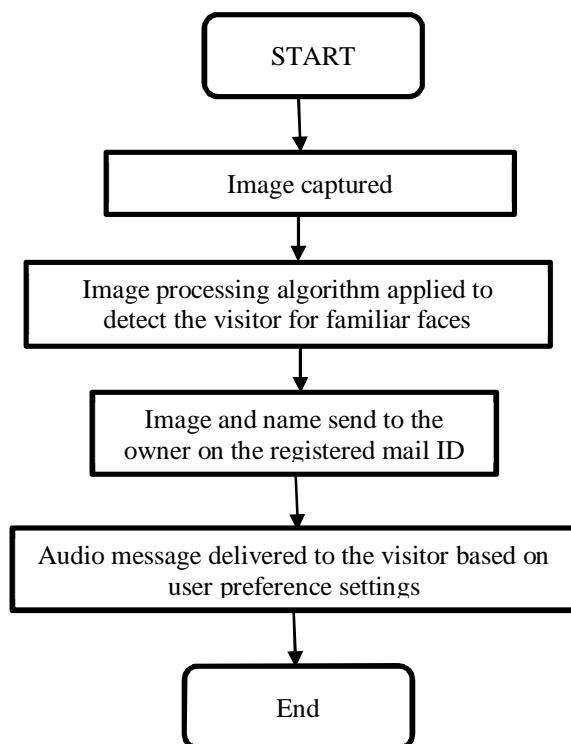 START
Image captured
Image processing algorithm applied to
detect the visitor for familiar faces
Image and name send to the
owner on the registered mail ID
Audio message delivered to the visitor based on
user preference settings
End